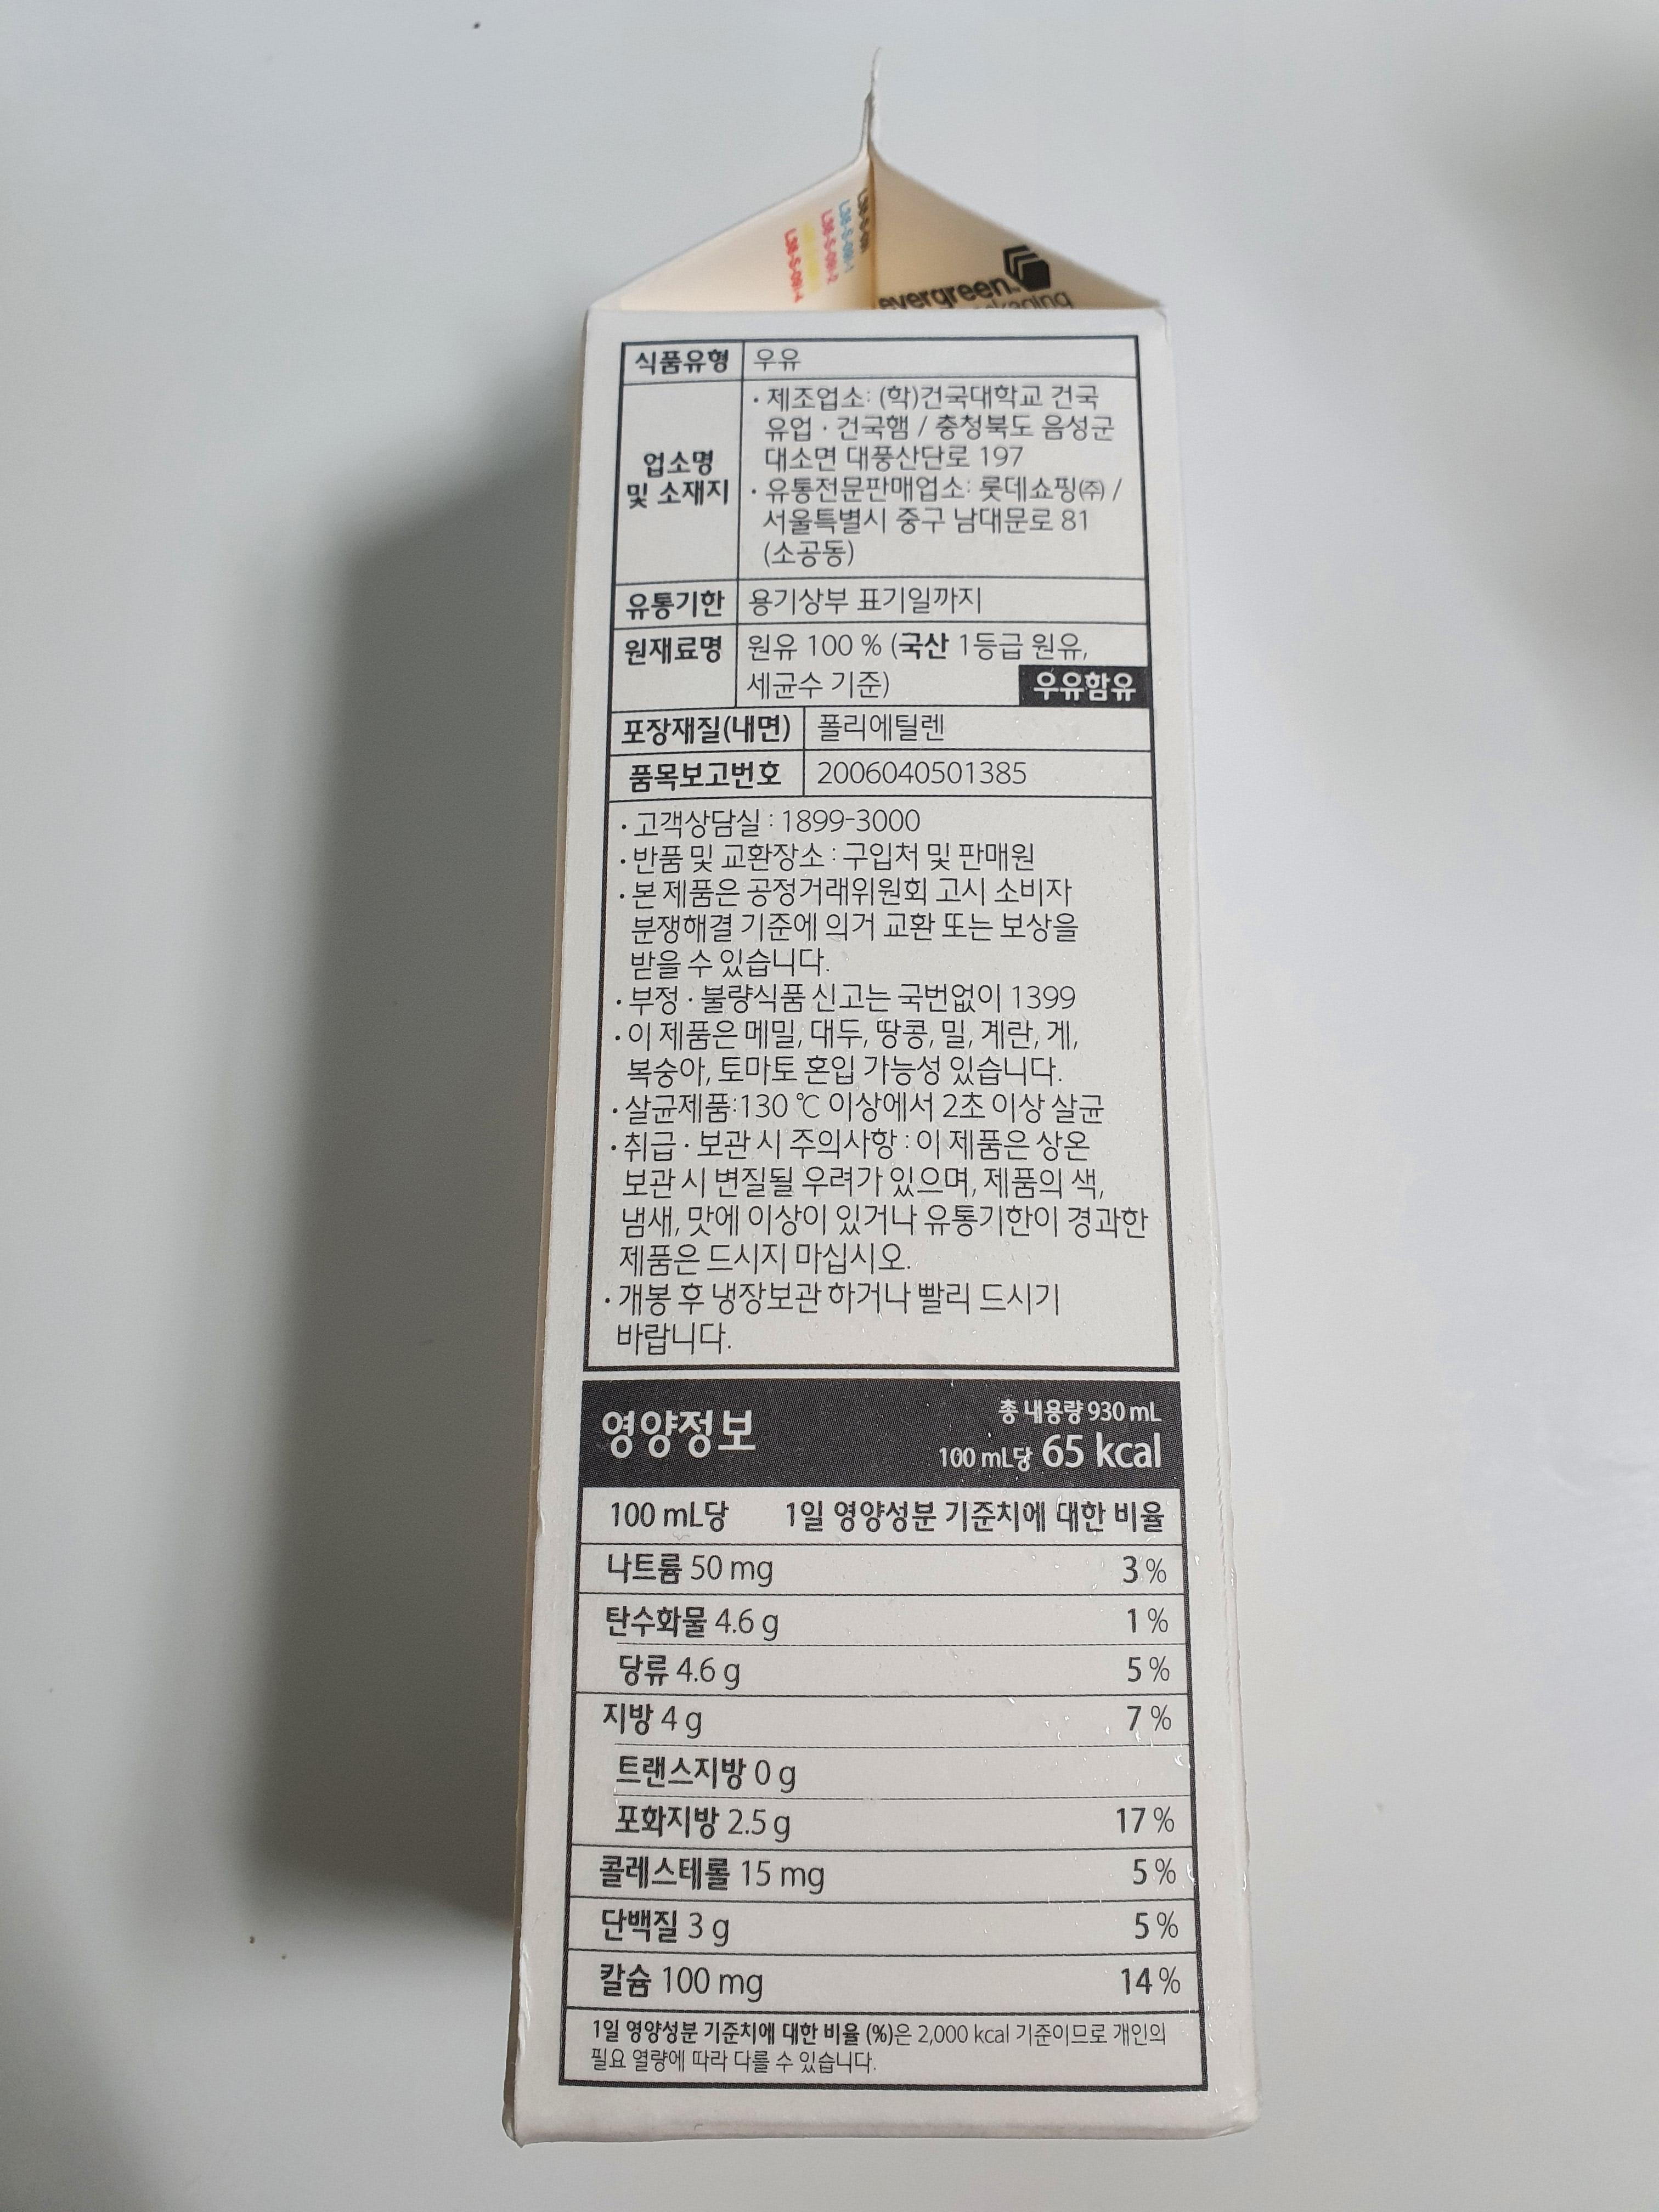 evergreen
식품유형 우유
업소명
및 소재지
· 제조업소: (학)건국대학교 건국
유업 · 건국햄 / 충청북도 음성군
대소면 대풍산단로 197
· 유통전문판매업소: 롯데쇼핑㈜ /
서울특별시 중구 남대문로 81
(소공동)
유통기한 용기상부 표기일까지
원재료명 원유 100 % (국산 1등급 원유,
세균수 기준) 우유함유
포장재질(내면) 폴리에틸렌
품목보고번호 2006040501385
· 고객상담실 : 1899-3000
· 반품 및 교환장소 : 구입처 및 판매원
· 본 제품은 공정거래위원회 고시 소비자
분쟁해결 기준에 의거 교환 또는 보상을
받을 수 있습니다.
· 부정 · 불량식품 신고는 국번없이 1399
· 이 제품은 메밀, 대두, 땅콩, 밀, 계란, 게,
복숭아, 토마토 혼입 가능성 있습니다.
· 살균제품:130 ℃ 이상에서 2초 이상 살균
· 취급 · 보관 시 주의사항 : 이 제품은 상온
보관 시 변질될 우려가 있으며, 제품의 색,
냄새, 맛에 이상이 있거나 유통기한이 경과한
제품은 드시지 마십시오.
· 개봉 후 냉장보관 하거나 빨리 드시기
바랍니다.
영양정보
총 내용량 930 mL
100 mL당 65 kcal
100 mL당 1일 영양성분 기준치에 대한 비율
나트륨 50 mg 3 %
탄수화물 4.6 g 1 %
당류 4.6 g 5 %
지방 4 g 7 %
트랜스지방 0 g
포화지방 2.5 g 17 %
콜레스테롤 15 mg 5 %
단백질 3 g 5 %
칼슘 100 mg 14 %
1일 영양성분 기준치에 대한 비율 (%)은 2,000 kcal 기준이므로 개인의
필요 열량에 따라 다를 수 있습니다.